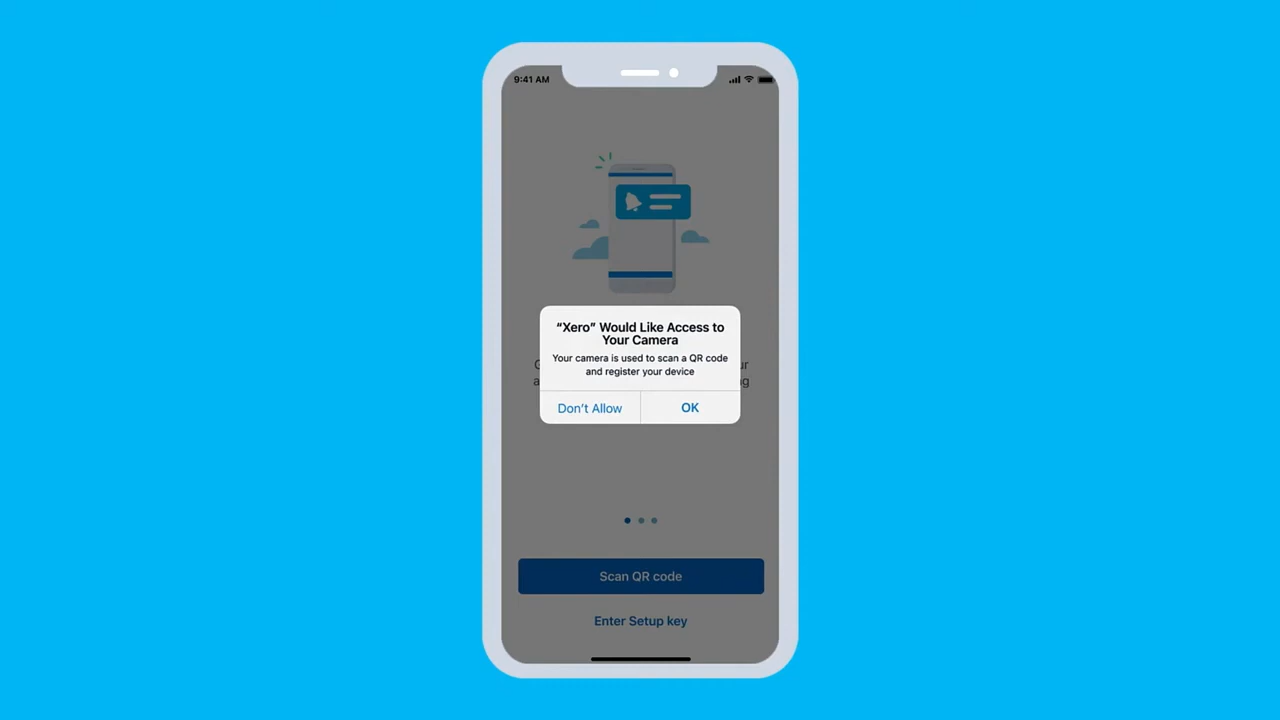 9:41 AM
“Xero” Would Like Access to
Your Camera
Your camera is used to scan a QR code
and register your device
Don’t Allow
OK
Scan QR code
Enter Setup key